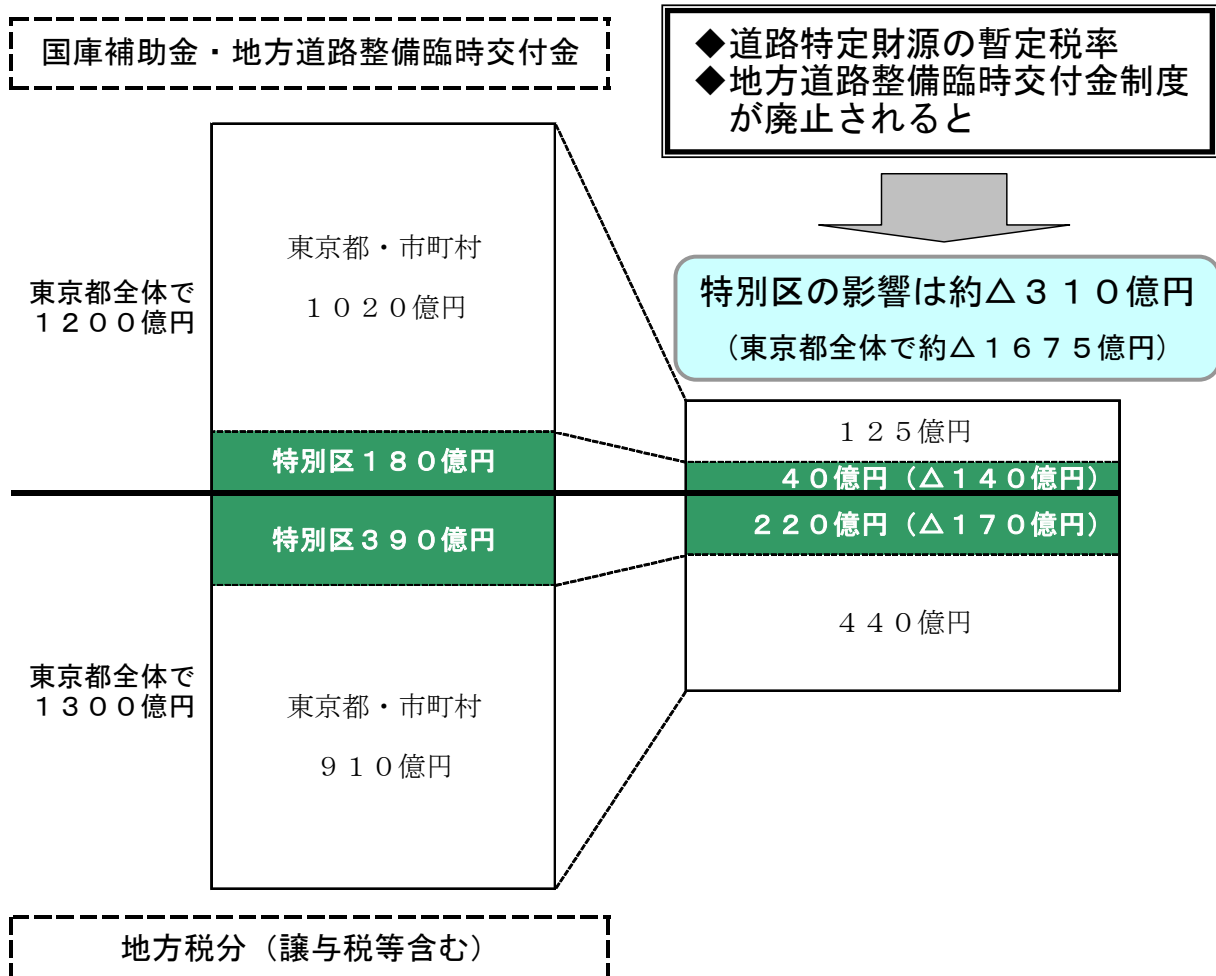 国庫補助金・地方道路整備臨時交付金
◆道路特定財源の暫定税率
◆地方道路整備臨時交付金制度
が廃止されると
特別区の影響は約△３１０億円
（東京都全体で約△１６７５億円）
東京都全体で
１２００億円
東京都・市町村
１０２０億円
特別区１８０億円
１２５億円
４０億円（△１４０億円）
特別区３９０億円
２２０億円（△１７０億円）
４４０億円
東京都全体で
１３００億円
東京都・市町村
９１０億円
地方税分（譲与税等含む）